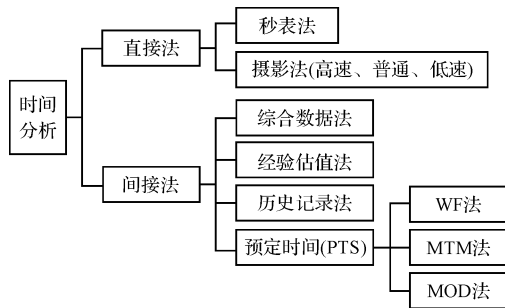 时间
分析
直接法
秒表法
摄影法(高速、普通、低速)
间接法
综合数据法
经验估值法
历史记录法
预定时间(PTS)
WF法
MTM法
MOD法